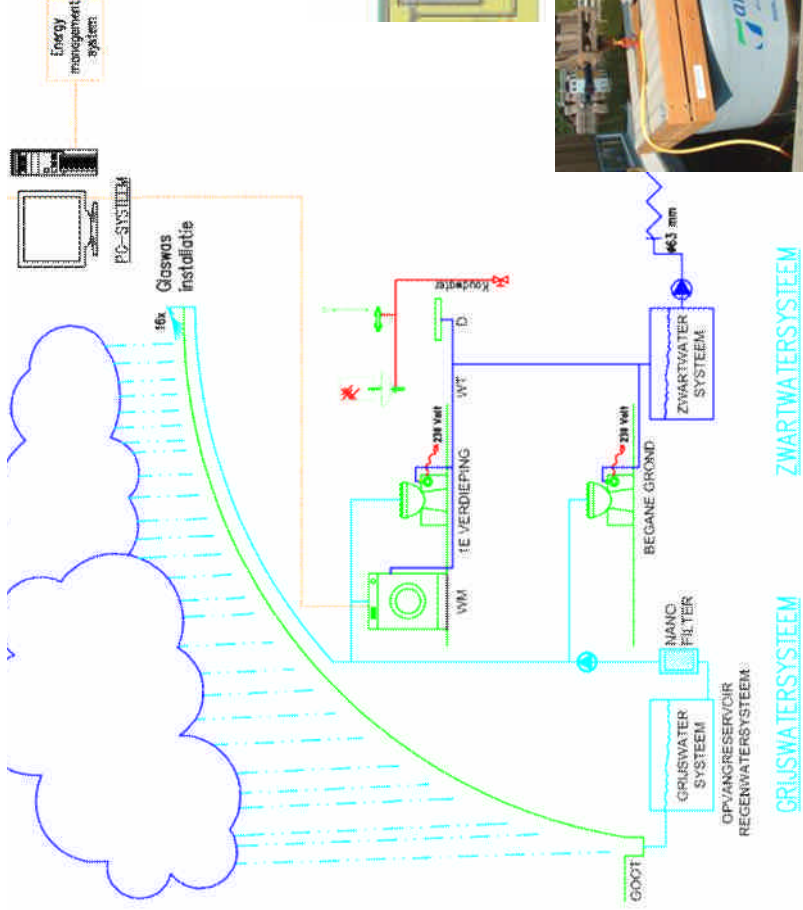 Energy
management
system
PC-SYSTEEM
Glaswas
installatie
16x
Koudwater
D
WT
230 Volt
1E VERDIEPING
WM
230 Volt
BEGANE GROND
NANO
FILTER
GRIJSWATER
SYSTEEM
OPVANGRESERVOIR
REGENWATERSYSTEEM
GOOT
GRIJSWATERSYSTEEM
ZWARTWATER
SYSTEEM
ø63 mm
ZWARTWATERSYSTEEM